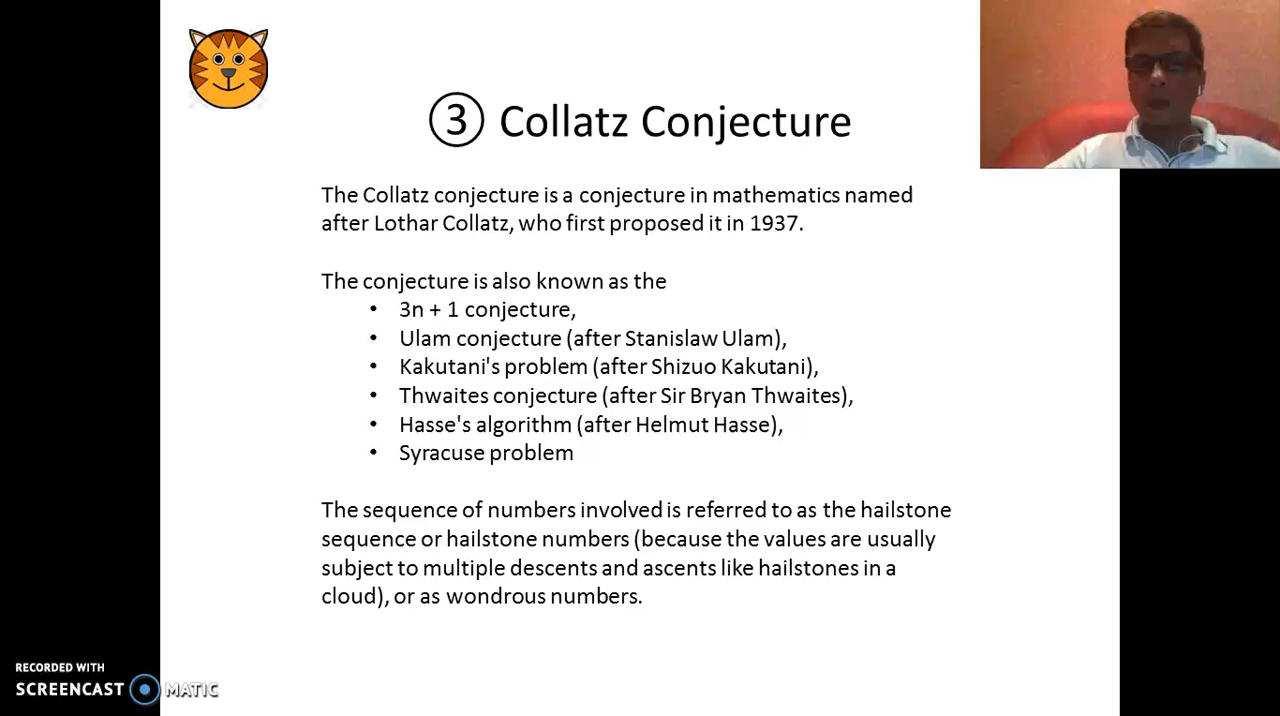 ③ Collatz Conjecture
The Collatz conjecture is a conjecture in mathematics named
after Lothar Collatz, who first proposed it in 1937.
The conjecture is also known as the
• 3n + 1 conjecture,
• Ulam conjecture (after Stanislaw Ulam),
• Kakutani's problem (after Shizuo Kakutani),
• Thwaites conjecture (after Sir Bryan Thwaites),
• Hasse's algorithm (after Helmut Hasse),
• Syracuse problem
The sequence of numbers involved is referred to as the hailstone
sequence or hailstone numbers (because the values are usually
subject to multiple descents and ascents like hailstones in a
cloud), or as wondrous numbers.
RECORDED WITH
SCREENCAST MATIC